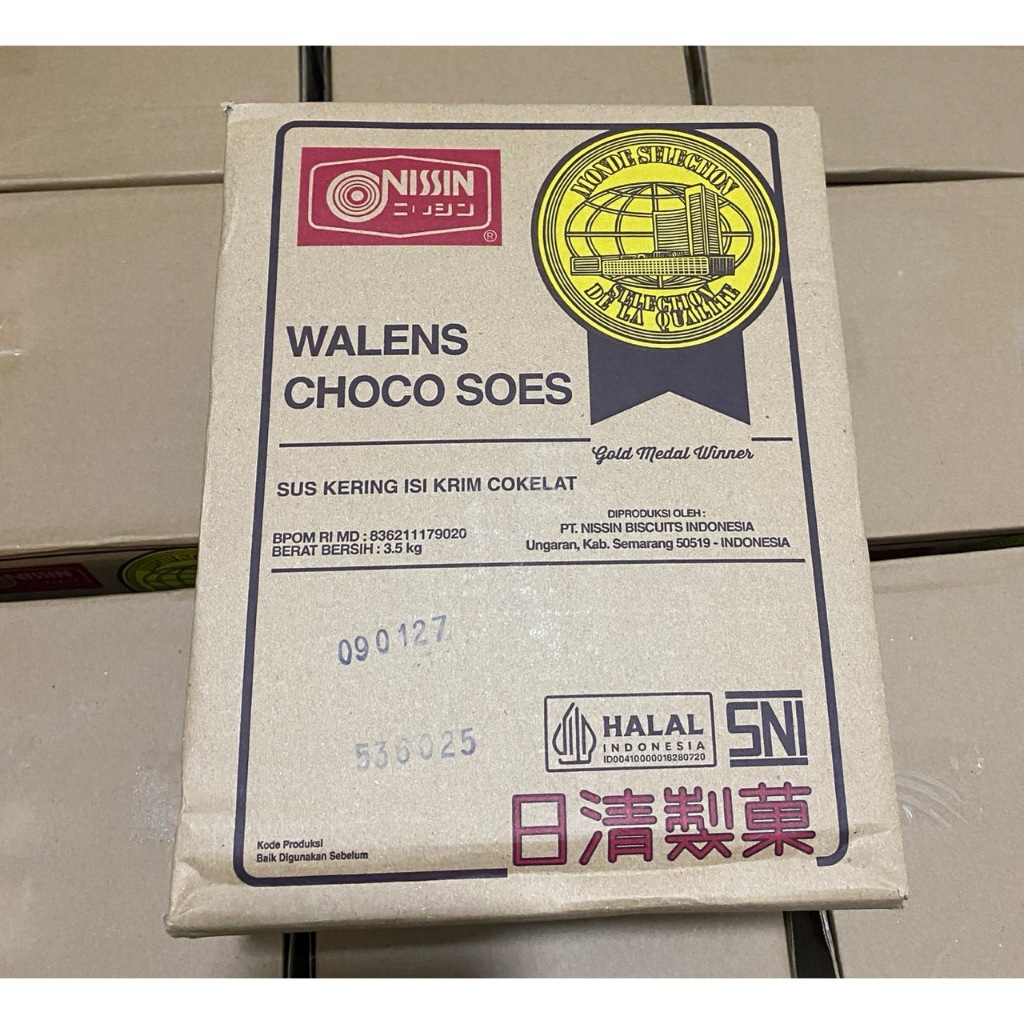 NISSIN
ニッシン
®
MONDE SELECTION
SELECTION
DE LA QUALITE
WALENS
CHOCO SOES
Gold Medal Winner
SUS KERING ISI KRIM COKELAT
BPOM RI MD : 836211179020
BERAT BERSIH : 3.5 kg
DIPRODUKSI OLEH :
PT. NISSIN BISCUITS INDONESIA
Ungaran, Kab. Semarang 50519 - INDONESIA
090127
536025
HALAL
INDONESIA
ID00410000016280720
SNI
日清製菓
Kode Produksi
Baik Digunakan Sebelum
NISSIN